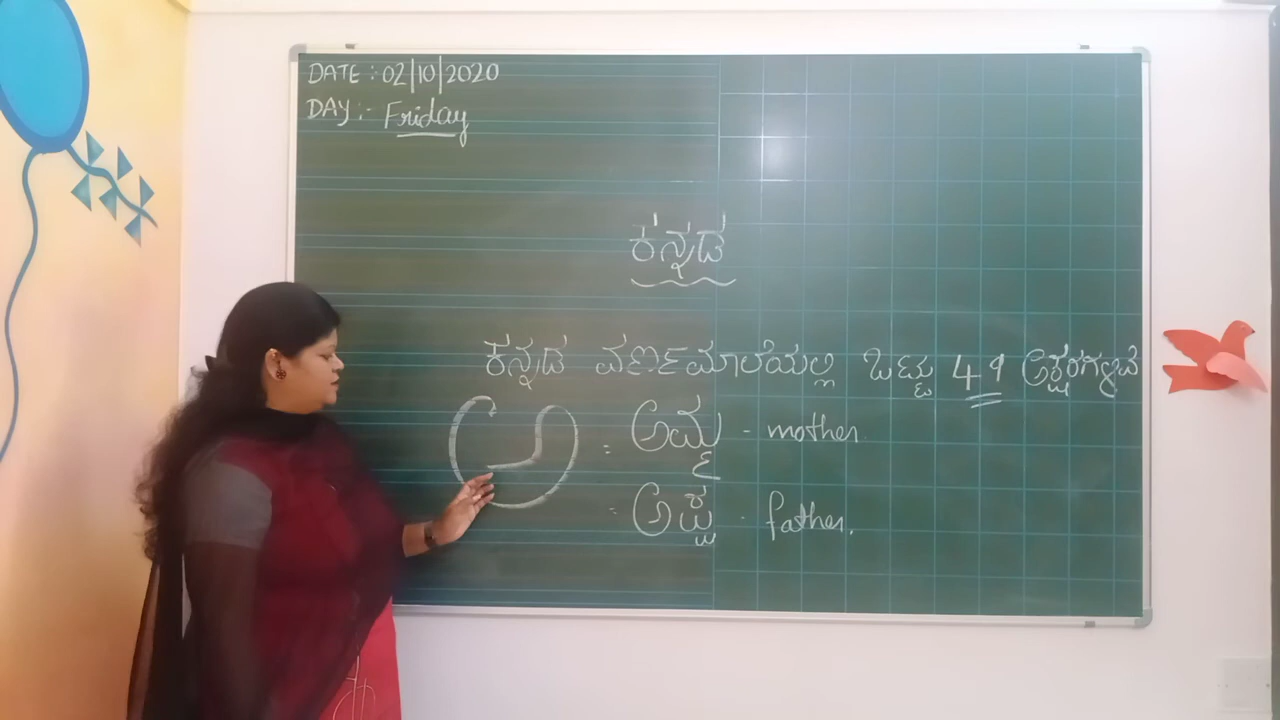 DATE :- 02/10/2020
DAY :- Friday
ಕನ್ನಡ
ಕನ್ನಡ ವರ್ಣಮಾಲೆಯಲ್ಲಿ ಒಟ್ಟು 49 ಅಕ್ಷರಗಳಿವೆ
ಅ = ಅಮ್ಮ - mother
= ಅಪ್ಪ - father.